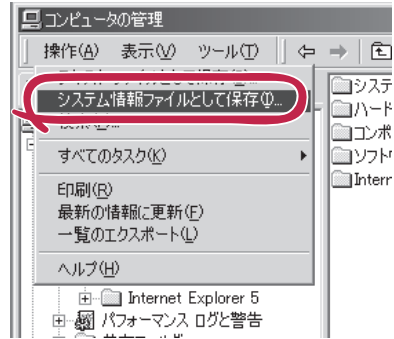 コンピュータの管理
操作(A) 表示(V) ツール(T)
システム情報ファイルとして保存(I)...
すべてのタスク(K)
印刷(R)
最新の情報に更新(F)
一覧のエクスポート(L)
ヘルプ(H)
システ
ハード
コンポ
ソフトウ
Intern
Internet Explorer 5
パフォーマンス ログと警告